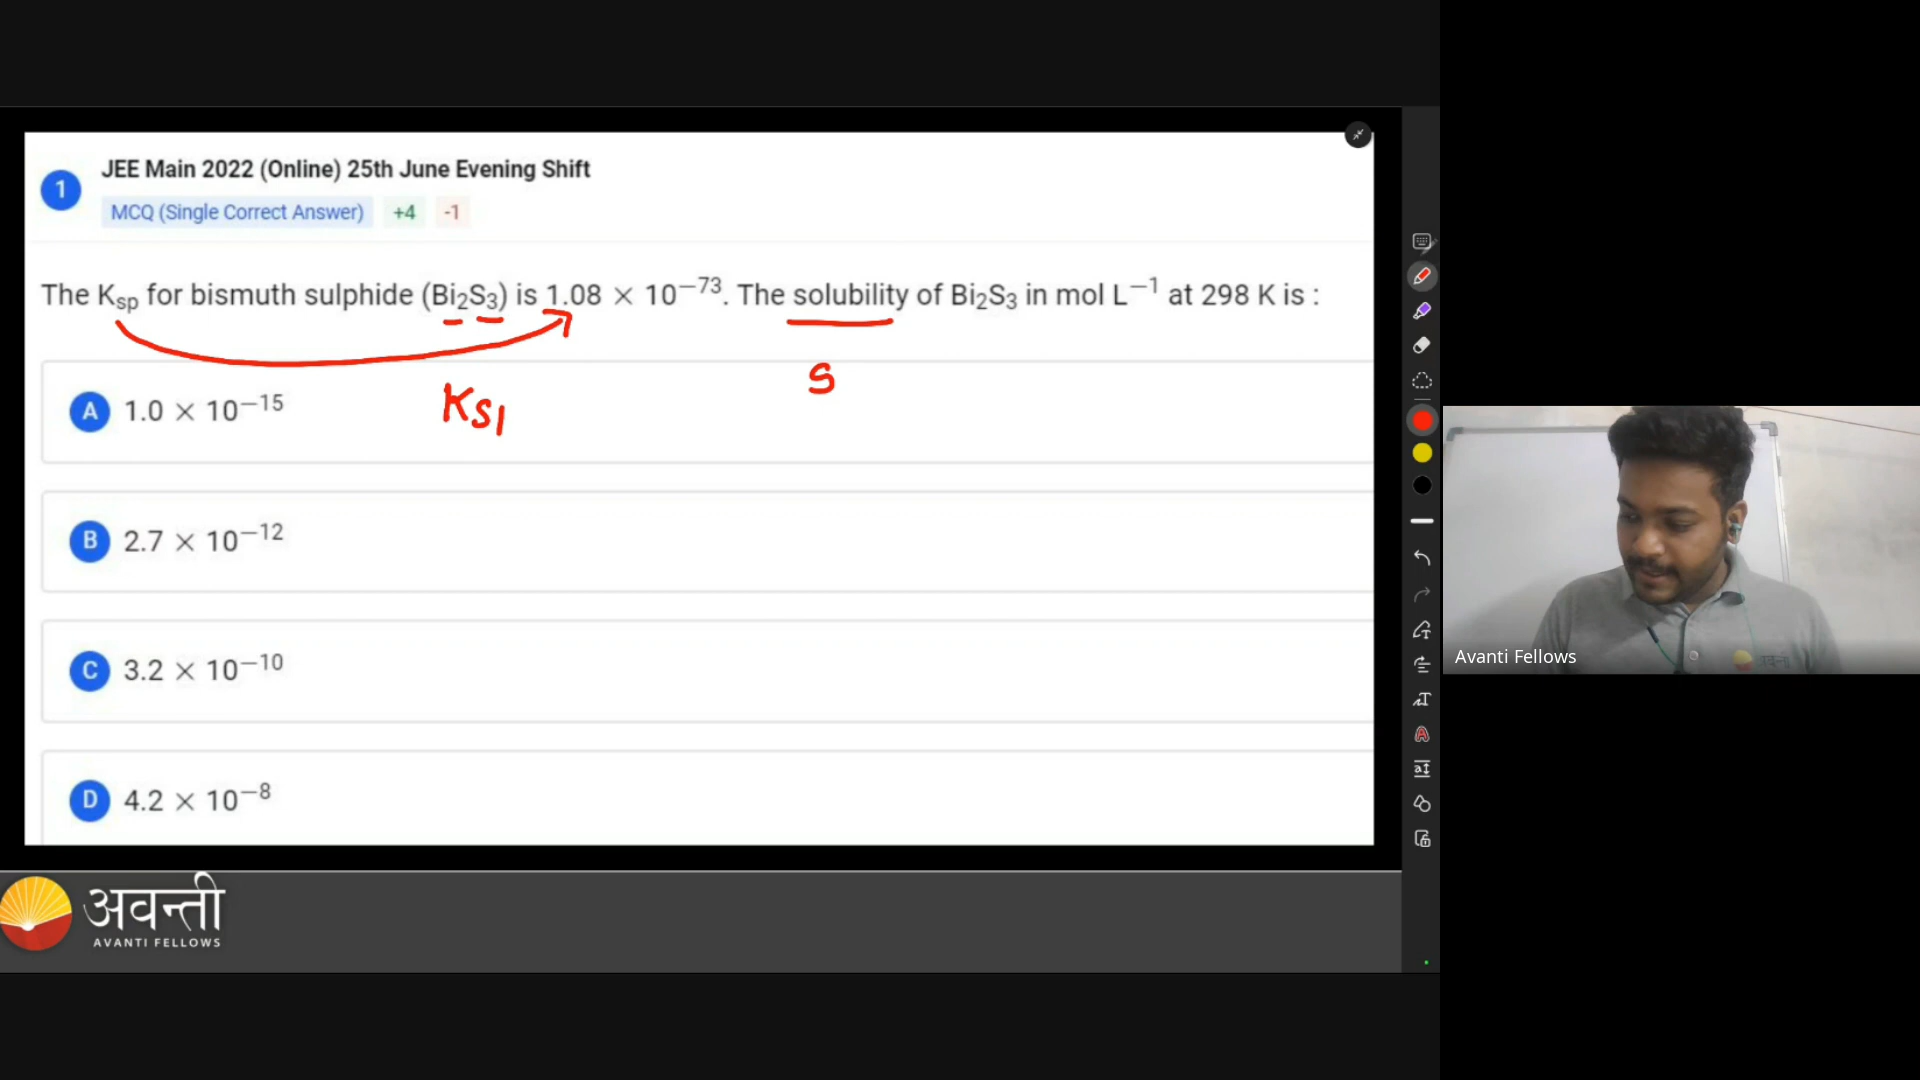 1
JEE Main 2022 (Online) 25th June Evening Shift
MCQ (Single Correct Answer) +4 -1
The K_sp for bismuth sulphide (Bi₂S₃) is 1.08 × 10⁻⁷³. The solubility of Bi₂S₃ in mol L⁻¹ at 298 K is :
S
Ks
A 1.0 × 10⁻¹⁵
B 2.7 × 10⁻¹²
C 3.2 × 10⁻¹⁰
D 4.2 × 10⁻⁸
Avanti Fellows
अवन्ती
AVANTI FELLOWS